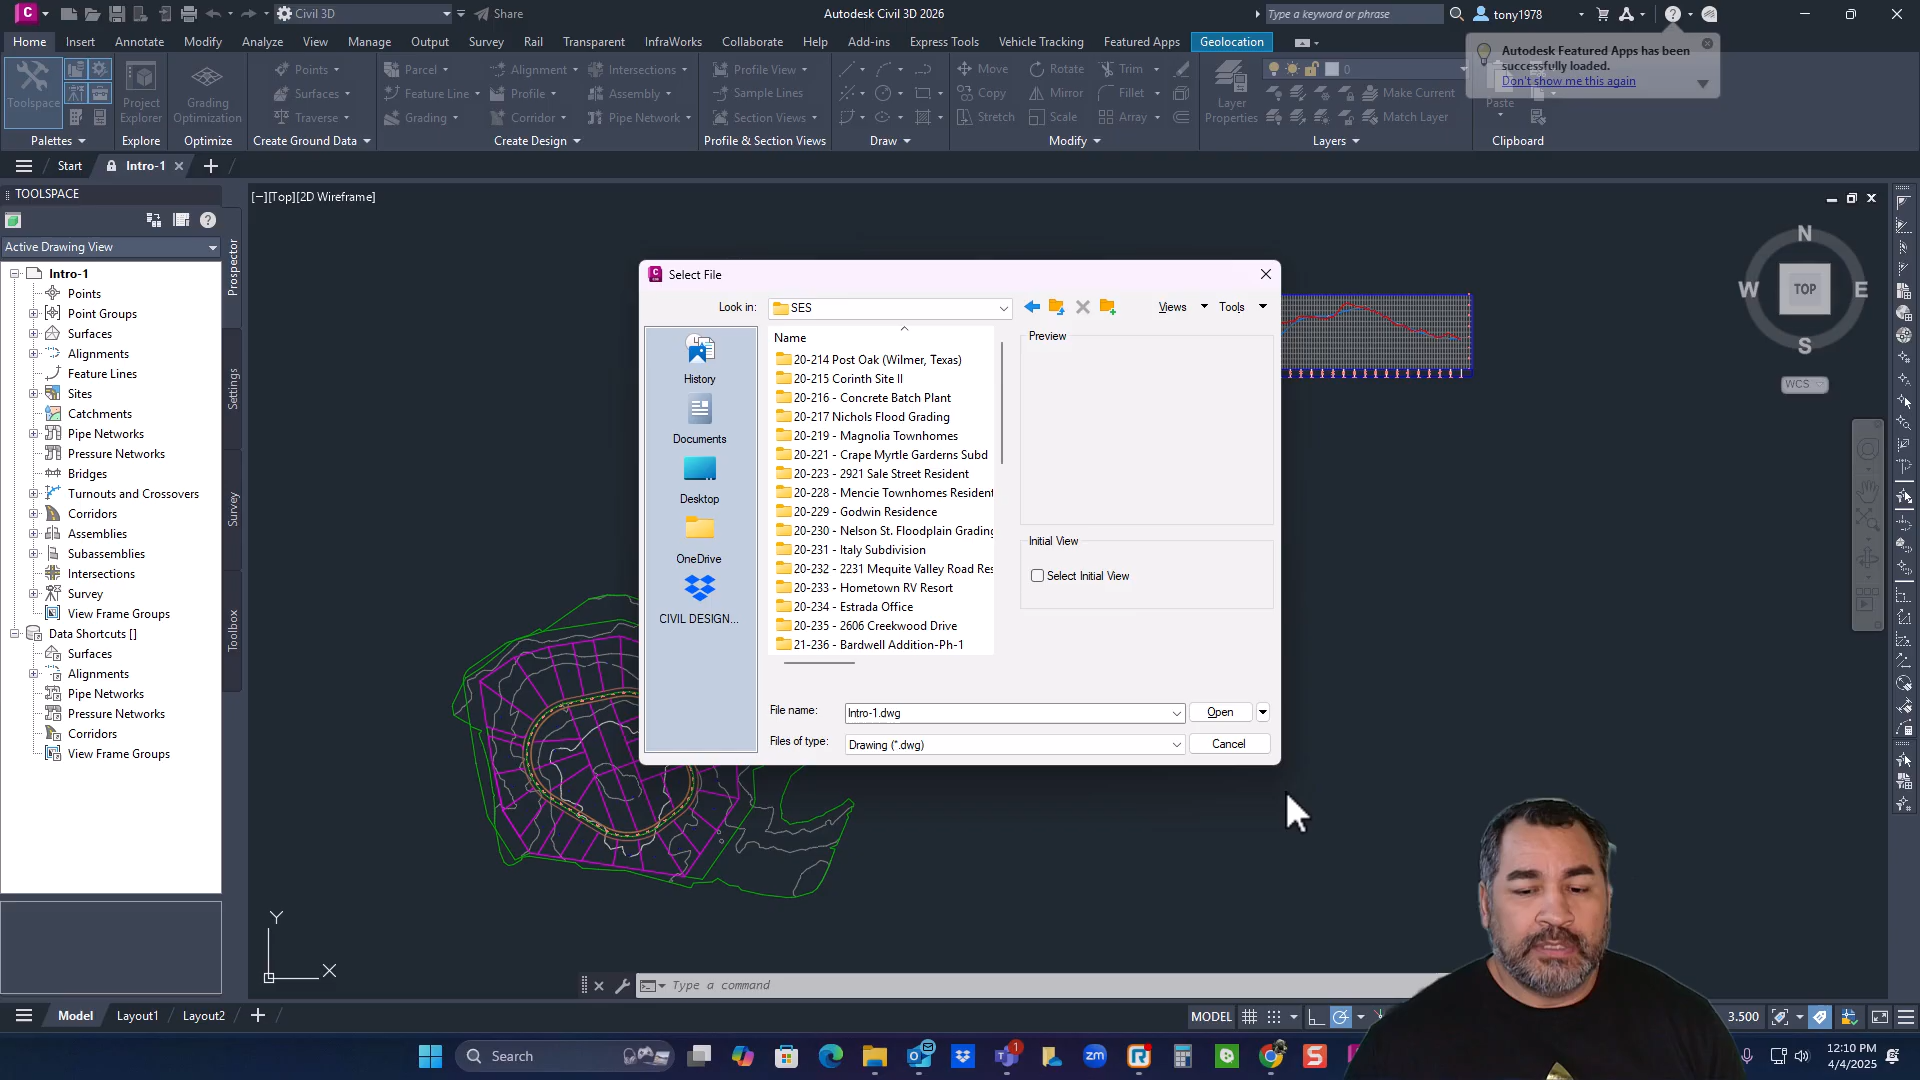 Civil 3D
Share
Autodesk Civil 3D 2026
Type a keyword or phrase
tony1978
Home Insert Annotate Modify Analyze View Manage Output Survey Rail Transparent InfraWorks Collaborate Help Add-ins Express Tools Vehicle Tracking Featured Apps Geolocation
Autodesk Featured Apps has been
successfully loaded.
Don't show me this again
Toolspace
Project
Explorer
Grading
Optimization
Points
Surfaces
Traverse
Parcel
Feature Line
Grading
Alignment
Profile
Corridor
Intersections
Assembly
Pipe Network
Profile View
Sample Lines
Section Views
Move
Copy
Stretch
Rotate
Mirror
Scale
Trim
Fillet
Array
Layer
Properties
0
Make Current
Match Layer
Paste
Palettes Explore Optimize Create Ground Data Create Design Profile & Section Views Draw Modify Layers Clipboard
Start
Intro-1
TOOLSPACE
[−][Top][2D Wireframe]
Active Drawing View
Prospector
Settings
Survey
Toolbox
Intro-1
Points
Point Groups
Surfaces
Alignments
Feature Lines
Sites
Catchments
Pipe Networks
Pressure Networks
Bridges
Turnouts and Crossovers
Corridors
Assemblies
Subassemblies
Intersections
Survey
View Frame Groups
Data Shortcuts []
Surfaces
Alignments
Pipe Networks
Pressure Networks
Corridors
View Frame Groups
Select File
Look in:
SES
Views
Tools
History
Documents
Desktop
OneDrive
CIVIL DESIGN...
Name
20-214 Post Oak (Wilmer, Texas)
20-215 Corinth Site II
20-216 - Concrete Batch Plant
20-217 Nichols Flood Grading
20-219 - Magnolia Townhomes
20-221 - Crape Myrtle Garderns Subd
20-223 - 2921 Sale Street Resident
20-228 - Mencie Townhomes Resident
20-229 - Godwin Residence
20-230 - Nelson St. Floodplain Grading
20-231 - Italy Subdivision
20-232 - 2231 Mequite Valley Road Res
20-233 - Hometown RV Resort
20-234 - Estrada Office
20-235 - 2606 Creekwood Drive
21-236 - Bardwell Addition-Ph-1
Preview
Initial View
Select Initial View
File name:
Intro-1.dwg
Open
Files of type:
Drawing (*.dwg)
Cancel
N
W
TOP
E
S
WCS
Y
X
Type a command
Model
Layout1
Layout2
MODEL
3.500
Search
1
zm
S
12:10 PM
4/4/2025